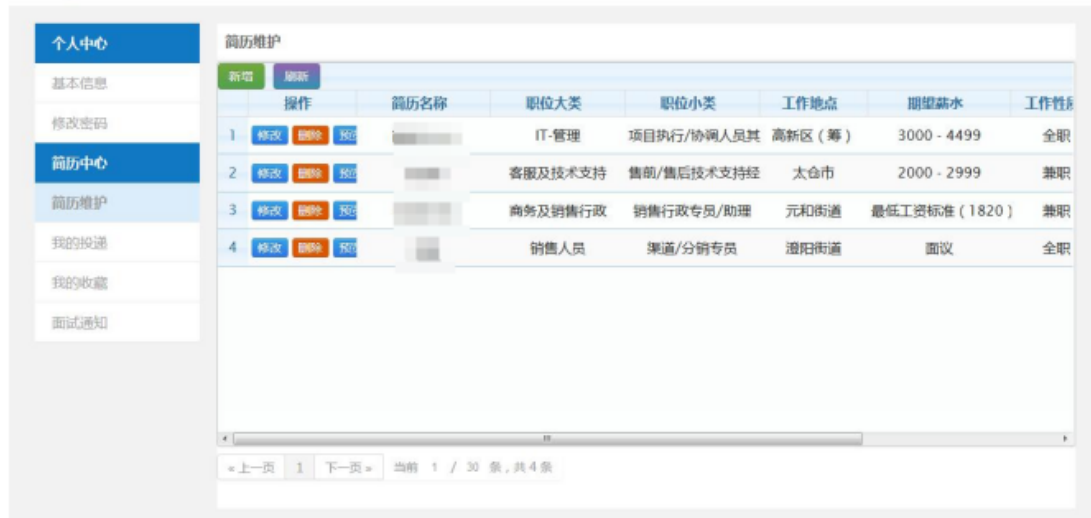 个人中心
基本信息
修改密码
简历中心
简历维护
我的投递
我的收藏
面试通知
简历维护
新增 刷新
操作 简历名称 职位大类 职位小类 工作地点 期望薪水 工作性
1 修改 删除 预 IT-管理 项目执行/协调人员其 高新区（筹） 3000 - 4499 全职
2 修改 删除 预 客服及技术支持 售前/售后技术支持经 太仓市 2000 - 2999 兼职
3 修改 删除 预 商务及销售行政 销售行政专员/助理 元和街道 最低工资标准（1820） 兼职
4 修改 删除 预 销售人员 渠道/分销专员 澄阳街道 面议 全职
«上一页 1 下一页» 当前 1 / 30 条，共4条